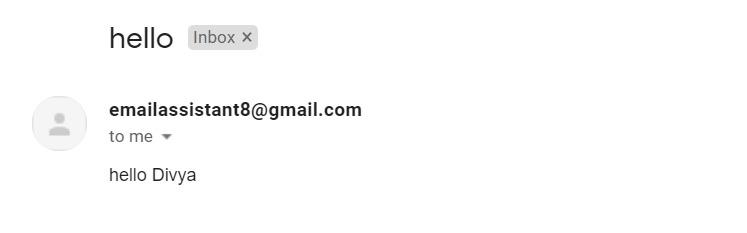 hello Inbox ×
emailassistant8@gmail.com
to me
hello Divya